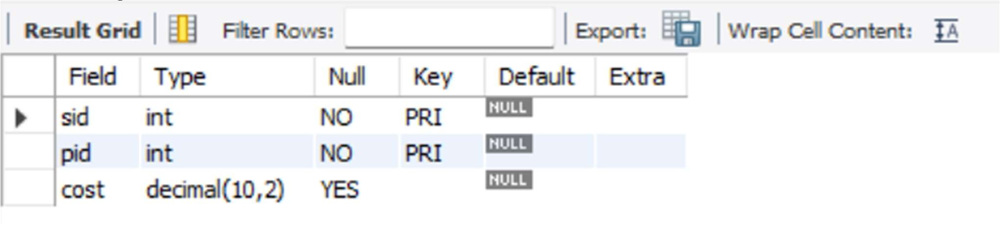 Result Grid Filter Rows: Export: Wrap Cell Content: A
Field Type Null Key Default Extra
sid int NO PRI NULL
pid int NO PRI NULL
cost decimal(10,2) YES NULL